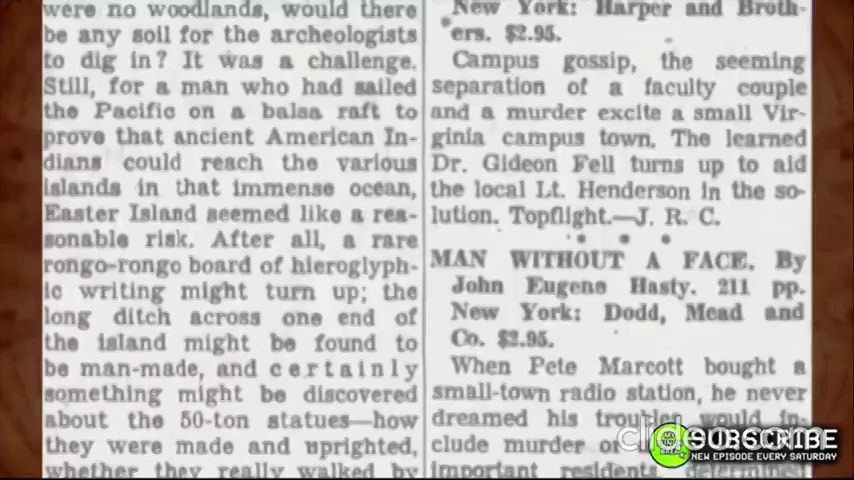 were no woodlands, would there
be any soil for the archeologists
to dig in? It was a challenge.
Still, for a man who had sailed
the Pacific on a balsa raft to
prove that ancient American In-
dians could reach the various
islands in that immense ocean,
Easter Island seemed like a rea-
sonable risk. After all, a rare
rongo-rongo board of hieroglyph-
ic writing might turn up; the
long ditch across one end of
the island might be found to
be man-made, and certainly
something might be discovered
about the 50-ton statues—how
they were made and uprighted,
whether they really walked by
New York: Harper and Broth-
ers. $2.95.
Campus gossip, the seeming
separation of a faculty couple
and a murder excite a small Vir-
ginia campus town. The learned
Dr. Gideon Fell turns up to aid
the local Lt. Henderson in the so-
lution. Topflight.—J. R. C.
MAN WITHOUT A FACE. By
John Eugene Hasty. 211 pp.
New York: Dodd, Mead and
Co. $2.95.
When Pete Marcott bought a
small-town radio station, he never
dreamed his troubles would in-
clude murder or
important residents, determined
SUBSCRIBE
NEW EPISODE EVERY SATURDAY